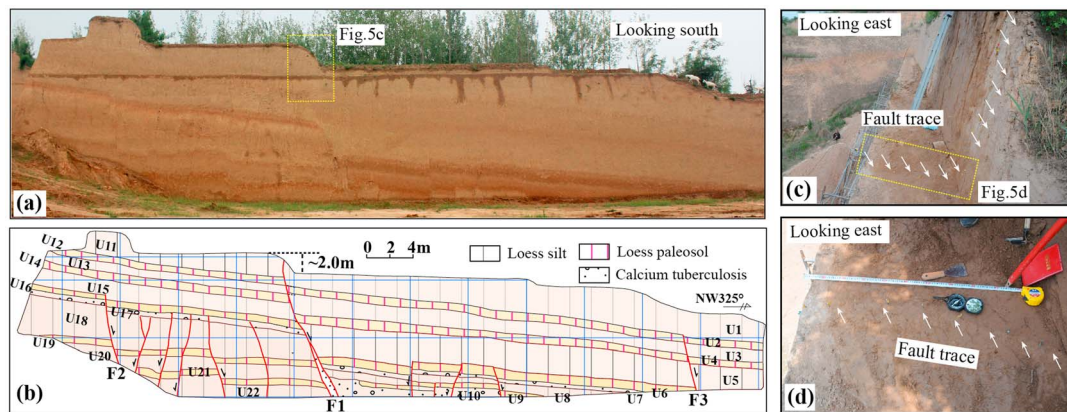 Fig.5c
Looking south
(a)
(b)
U12
U11
U14
U13
U16
U15
U17
U18
U19
U20
U21
U22
F2
F1
F3
~2.0m
0 2 4m
Loess silt
Loess paleosol
Calcium tuberculosis
NW325°
U1
U2
U3
U4
U5
U6
U7
U8
U9
U10
Looking east
Fault trace
Fig.5d
(c)
Looking east
Fault trace
(d)